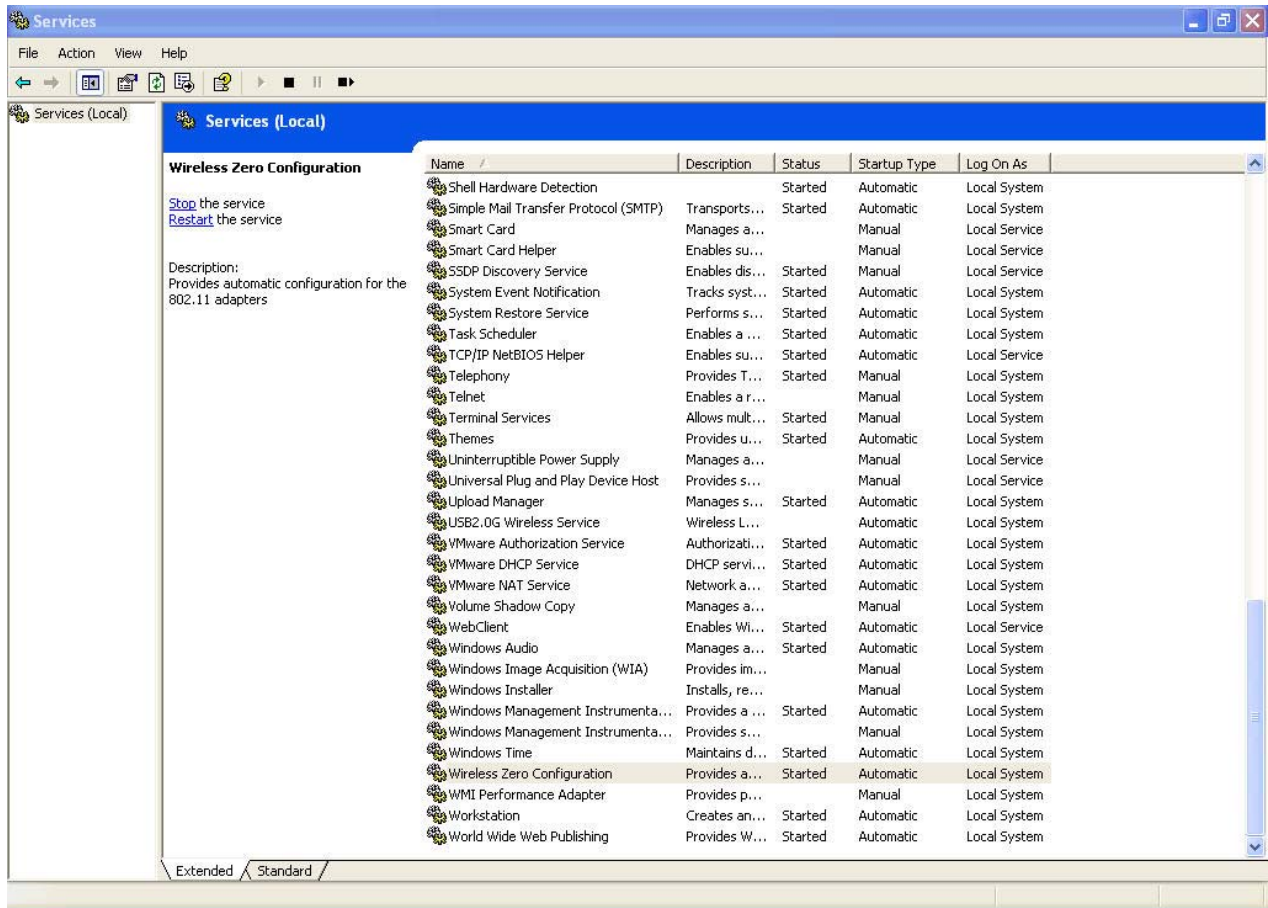 Services
File Action View Help
Services (Local)
Services (Local)
Wireless Zero Configuration
Stop the service
Restart the service
Description:
Provides automatic configuration for the
802.11 adapters
Name Description Status Startup Type Log On As
Shell Hardware Detection Started Automatic Local System
Simple Mail Transfer Protocol (SMTP) Transports... Started Automatic Local System
Smart Card Manages a... Manual Local Service
Smart Card Helper Enables su... Manual Local Service
SSDP Discovery Service Enables dis... Started Manual Local Service
System Event Notification Tracks syst... Started Automatic Local System
System Restore Service Performs s... Started Automatic Local System
Task Scheduler Enables a ... Started Automatic Local System
TCP/IP NetBIOS Helper Enables su... Started Automatic Local Service
Telephony Provides T... Started Manual Local System
Telnet Enables a r... Manual Local System
Terminal Services Allows mult... Started Manual Local System
Themes Provides u... Started Automatic Local System
Uninterruptible Power Supply Manages a... Manual Local Service
Universal Plug and Play Device Host Provides s... Manual Local Service
Upload Manager Manages s... Started Automatic Local System
USB2.0G Wireless Service Wireless L... Automatic Local System
VMware Authorization Service Authorizati... Started Automatic Local System
VMware DHCP Service DHCP servi... Started Automatic Local System
VMware NAT Service Network a... Started Automatic Local System
Volume Shadow Copy Manages a... Manual Local System
WebClient Enables Wi... Started Automatic Local Service
Windows Audio Manages a... Started Automatic Local System
Windows Image Acquisition (WIA) Provides im... Manual Local System
Windows Installer Installs, re... Manual Local System
Windows Management Instrumenta... Provides a ... Started Automatic Local System
Windows Management Instrumenta... Provides s... Manual Local System
Windows Time Maintains d... Started Automatic Local System
Wireless Zero Configuration Provides a... Started Automatic Local System
WMI Performance Adapter Provides p... Manual Local System
Workstation Creates an... Started Automatic Local System
World Wide Web Publishing Provides W... Started Automatic Local System
Extended Standard